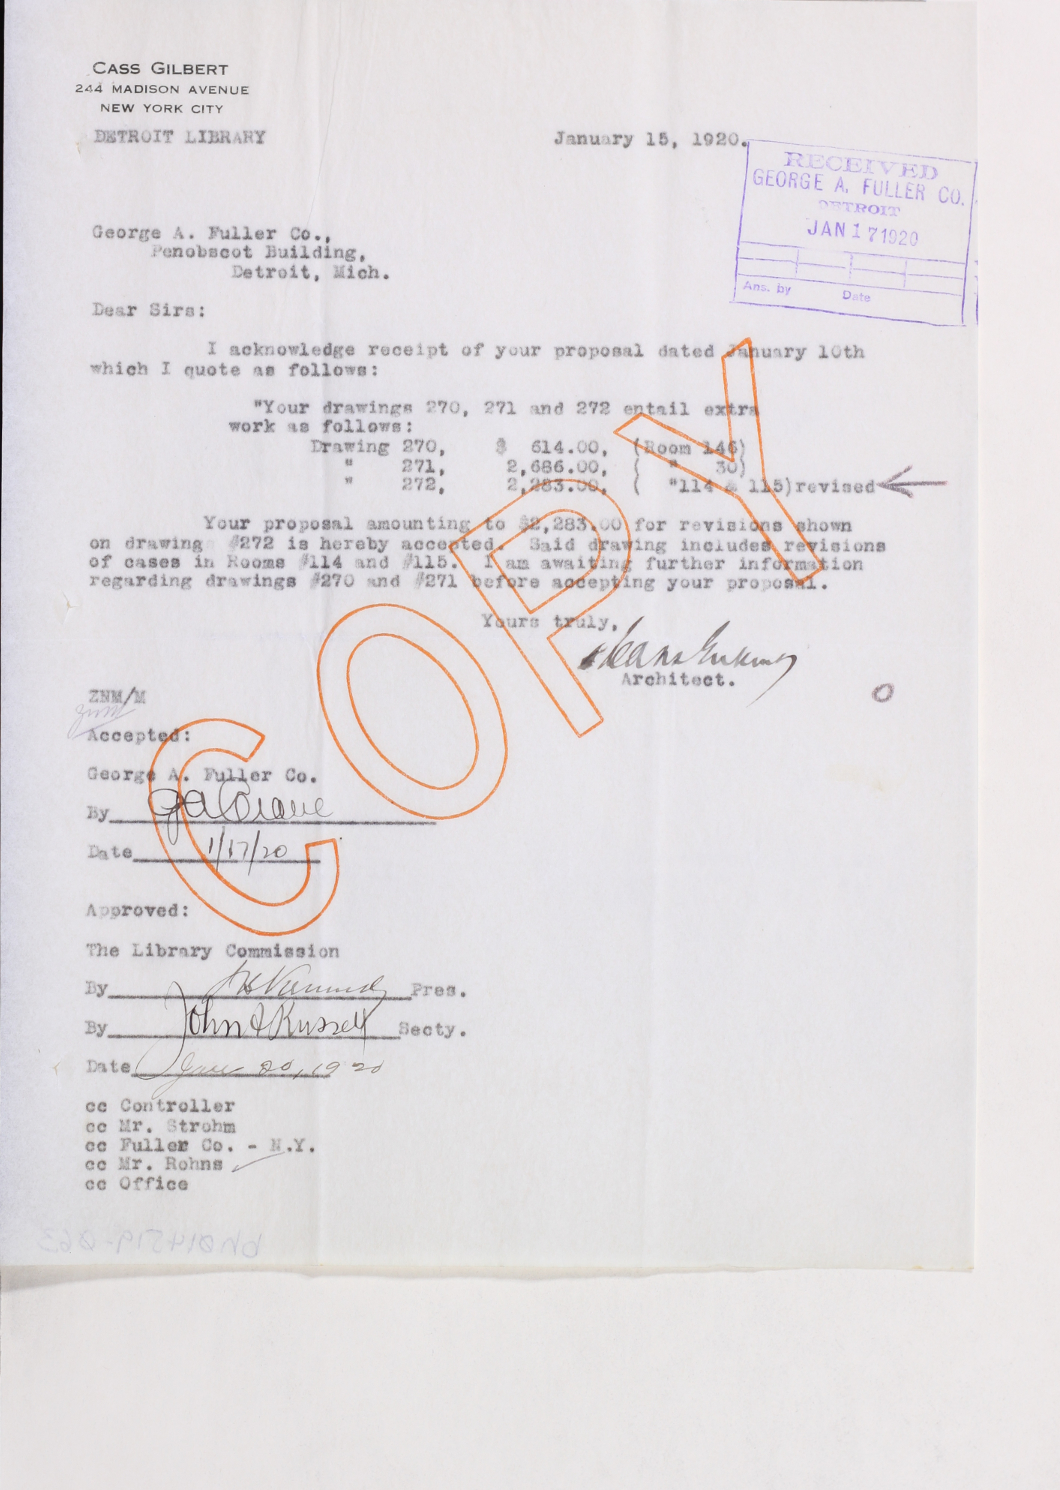 CASS GILBERT
244 MADISON AVENUE
NEW YORK CITY
DETROIT LIBRARY
January 15, 1920.
RECEIVED
GEORGE A. FULLER CO.
DETROIT
JAN 17 1920
Ans. by Date
George A. Fuller Co.,
Penobscot Building,
Detroit, Mich.
Dear Sirs:
I acknowledge receipt of your proposal dated January 10th
which I quote as follows:
"Your drawings 270, 271 and 272 entail extra
work as follows:
Drawing 270, $ 614.00, (Room 146)
" 271, 2,686.00, ( " 30)
" 272, 2,283.00, ( "114 & 115)revised
Your proposal amounting to $2,283.00 for revisions shown
on drawing #272 is hereby accepted. Said drawing includes revisions
of cases in Rooms #114 and #115. I am awaiting further information
regarding drawings #270 and #271 before accepting your proposal.
Yours truly,
Cass Gilbert
Architect.
ZNM/M
Accepted:
George A. Fuller Co.
By
Date 1/17/20
Approved:
The Library Commission
By Pres.
By John S Russell Secty.
Date Jan 20, 1920
cc Controller
cc Mr. Strohm
cc Fuller Co. - N.Y.
cc Mr. Rohns
cc Office
COPY